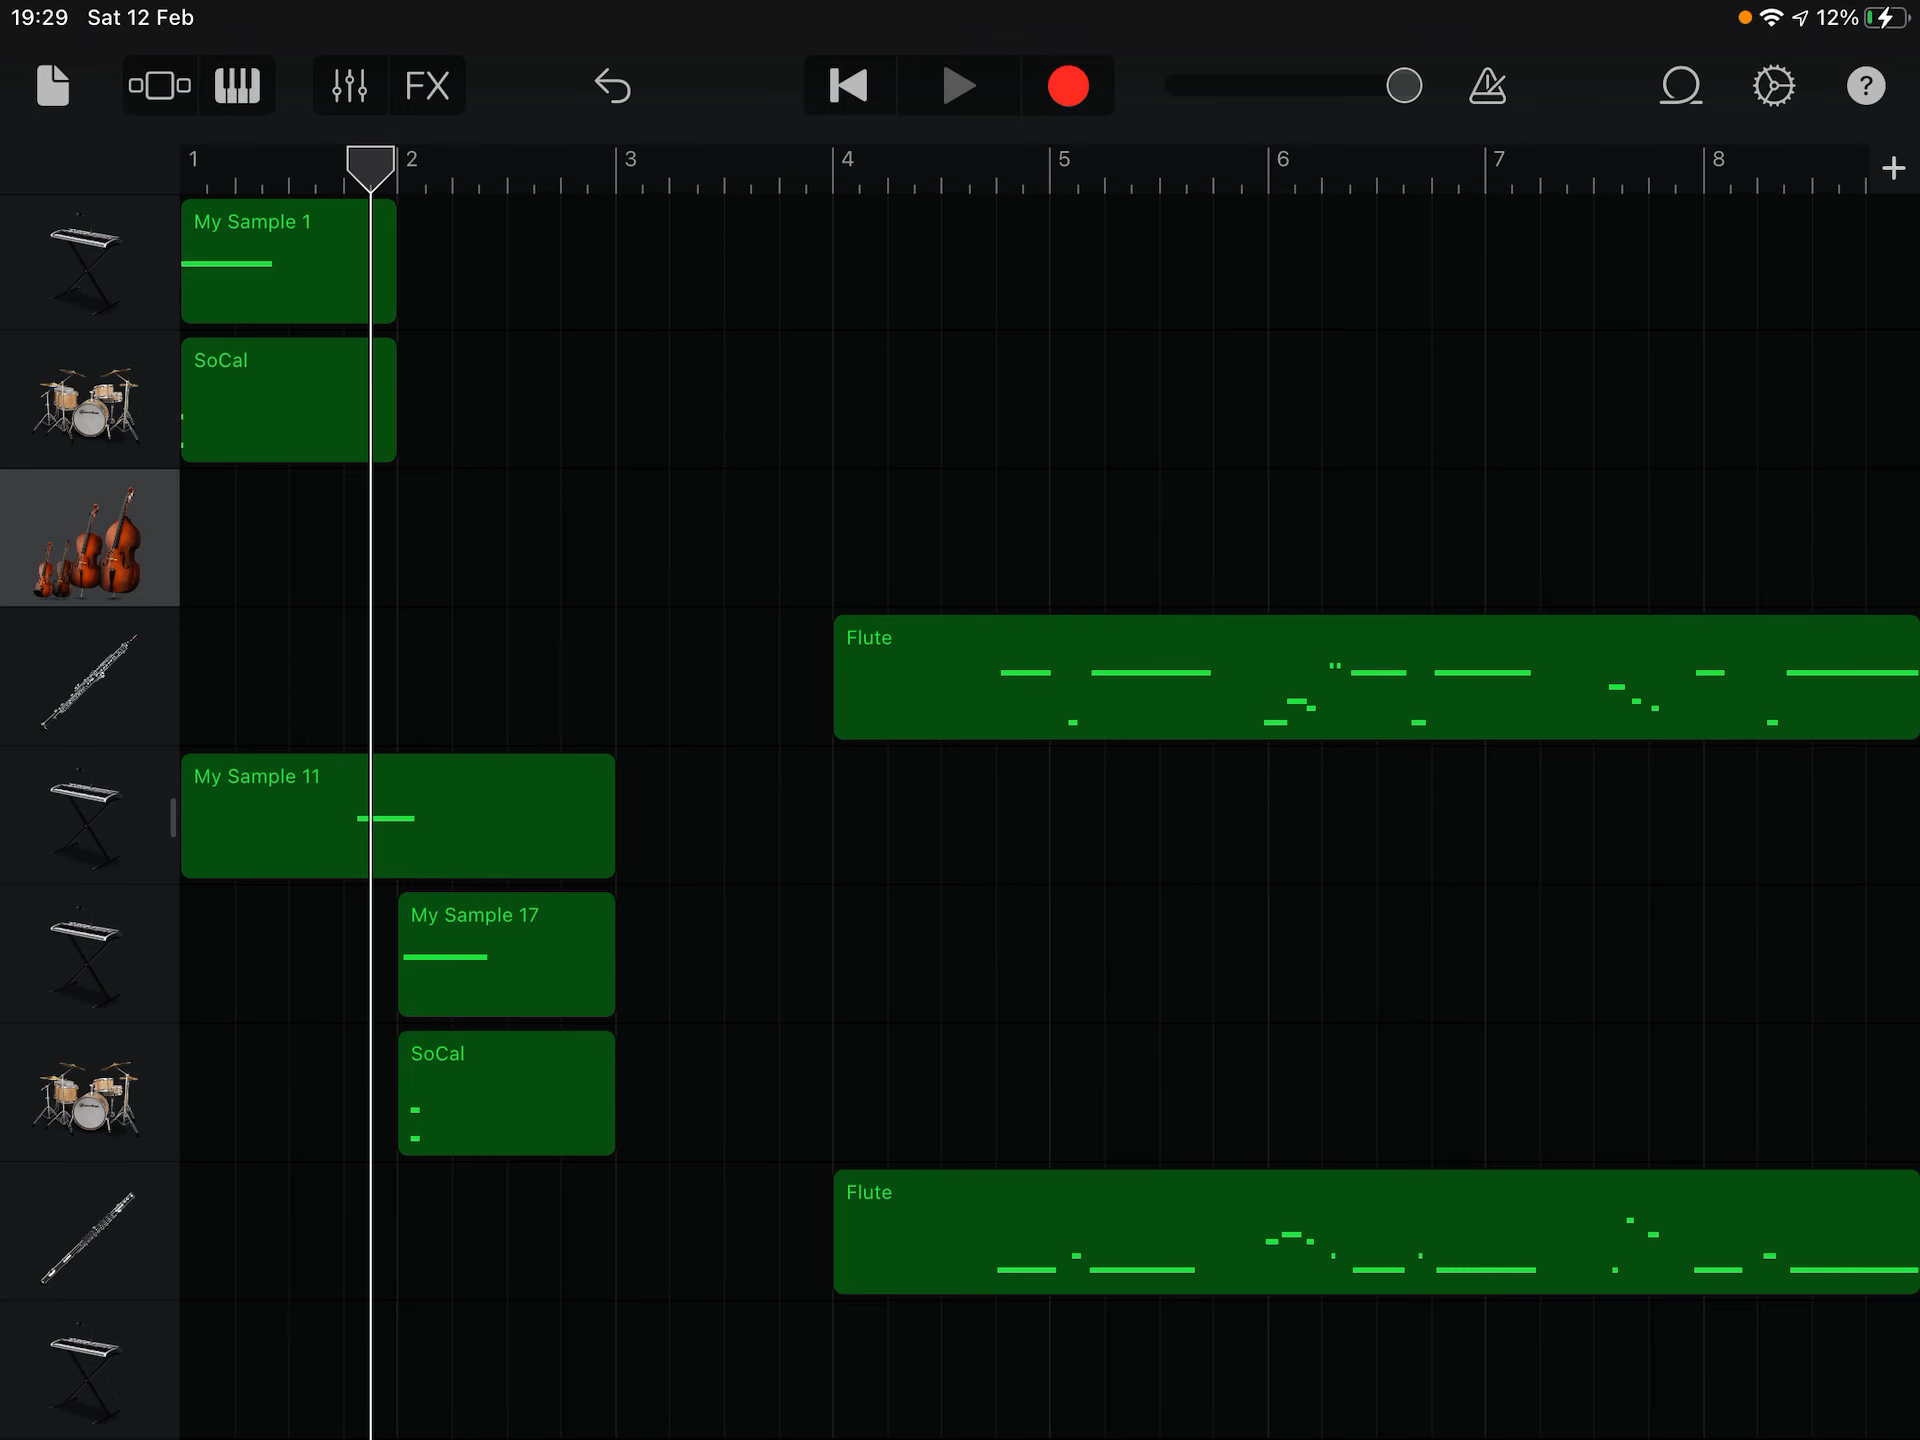 19:29 Sat 12 Feb 12%
FX ?
1 2 3 4 5 6 7 8 +
My Sample 1
SoCal
Flute
My Sample 11
My Sample 17
SoCal
Flute